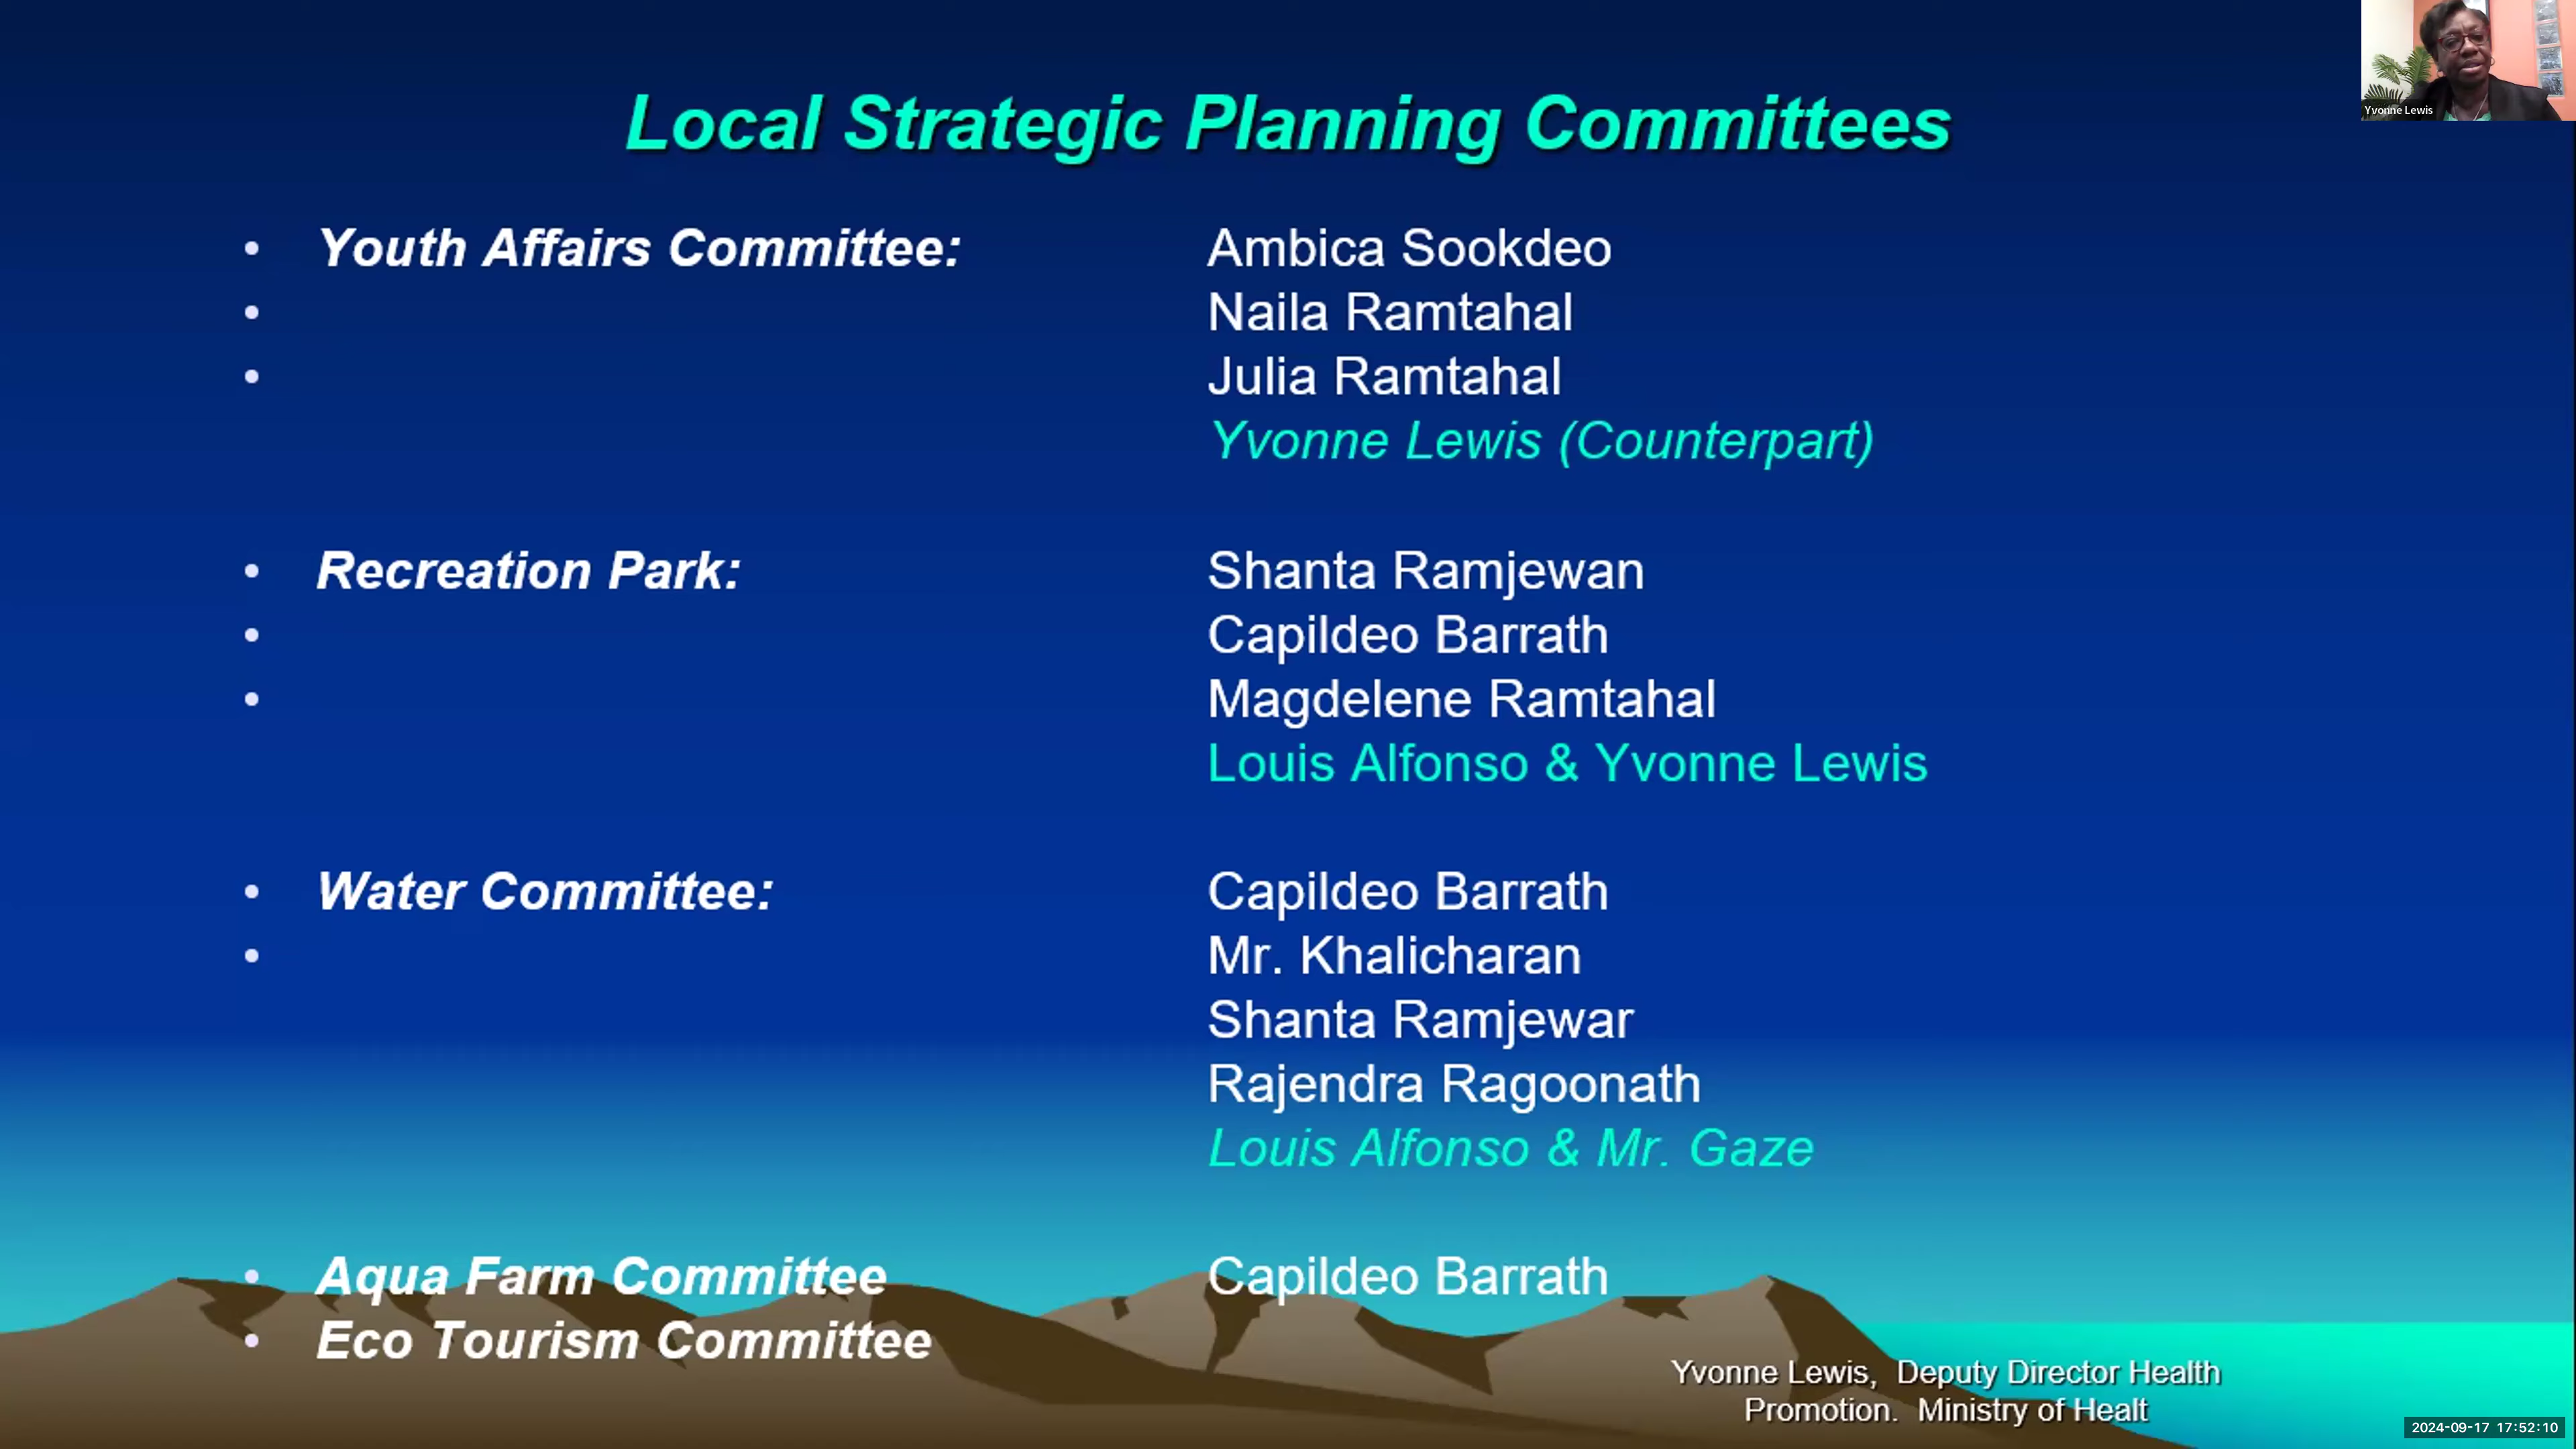 Yvonne Lewis
Local Strategic Planning Committees
• Youth Affairs Committee: Ambica Sookdeo
• Naila Ramtahal
• Julia Ramtahal
Yvonne Lewis (Counterpart)
• Recreation Park: Shanta Ramjewan
• Capildeo Barrath
• Magdelene Ramtahal
Louis Alfonso & Yvonne Lewis
• Water Committee: Capildeo Barrath
• Mr. Khalicharan
Shanta Ramjewar
Rajendra Ragoonath
Louis Alfonso & Mr. Gaze
• Aqua Farm Committee Capildeo Barrath
• Eco Tourism Committee
Yvonne Lewis, Deputy Director Health
Promotion. Ministry of Healt
2024-09-17 17:52:10